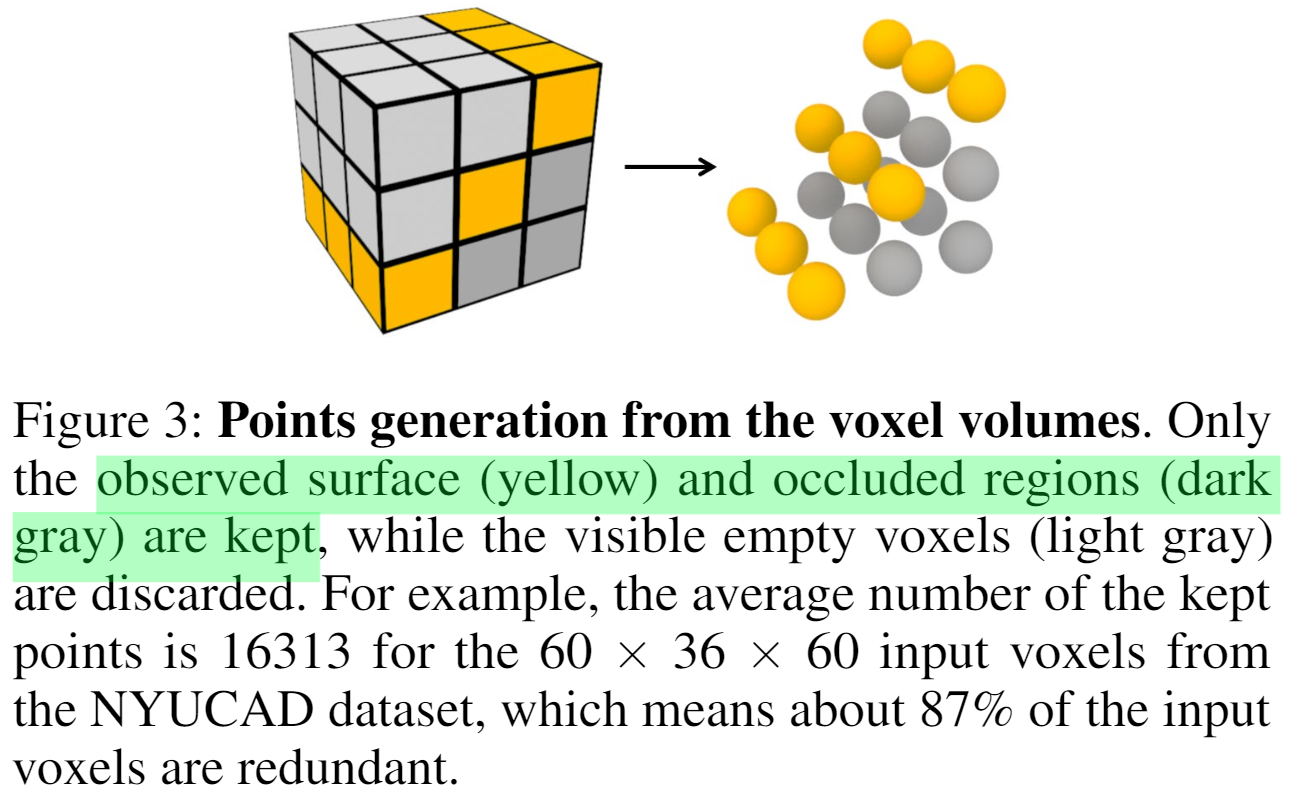 Figure 3: Points generation from the voxel volumes. Only
the observed surface (yellow) and occluded regions (dark
gray) are kept, while the visible empty voxels (light gray)
are discarded. For example, the average number of the kept
points is 16313 for the 60 × 36 × 60 input voxels from
the NYUCAD dataset, which means about 87% of the input
voxels are redundant.